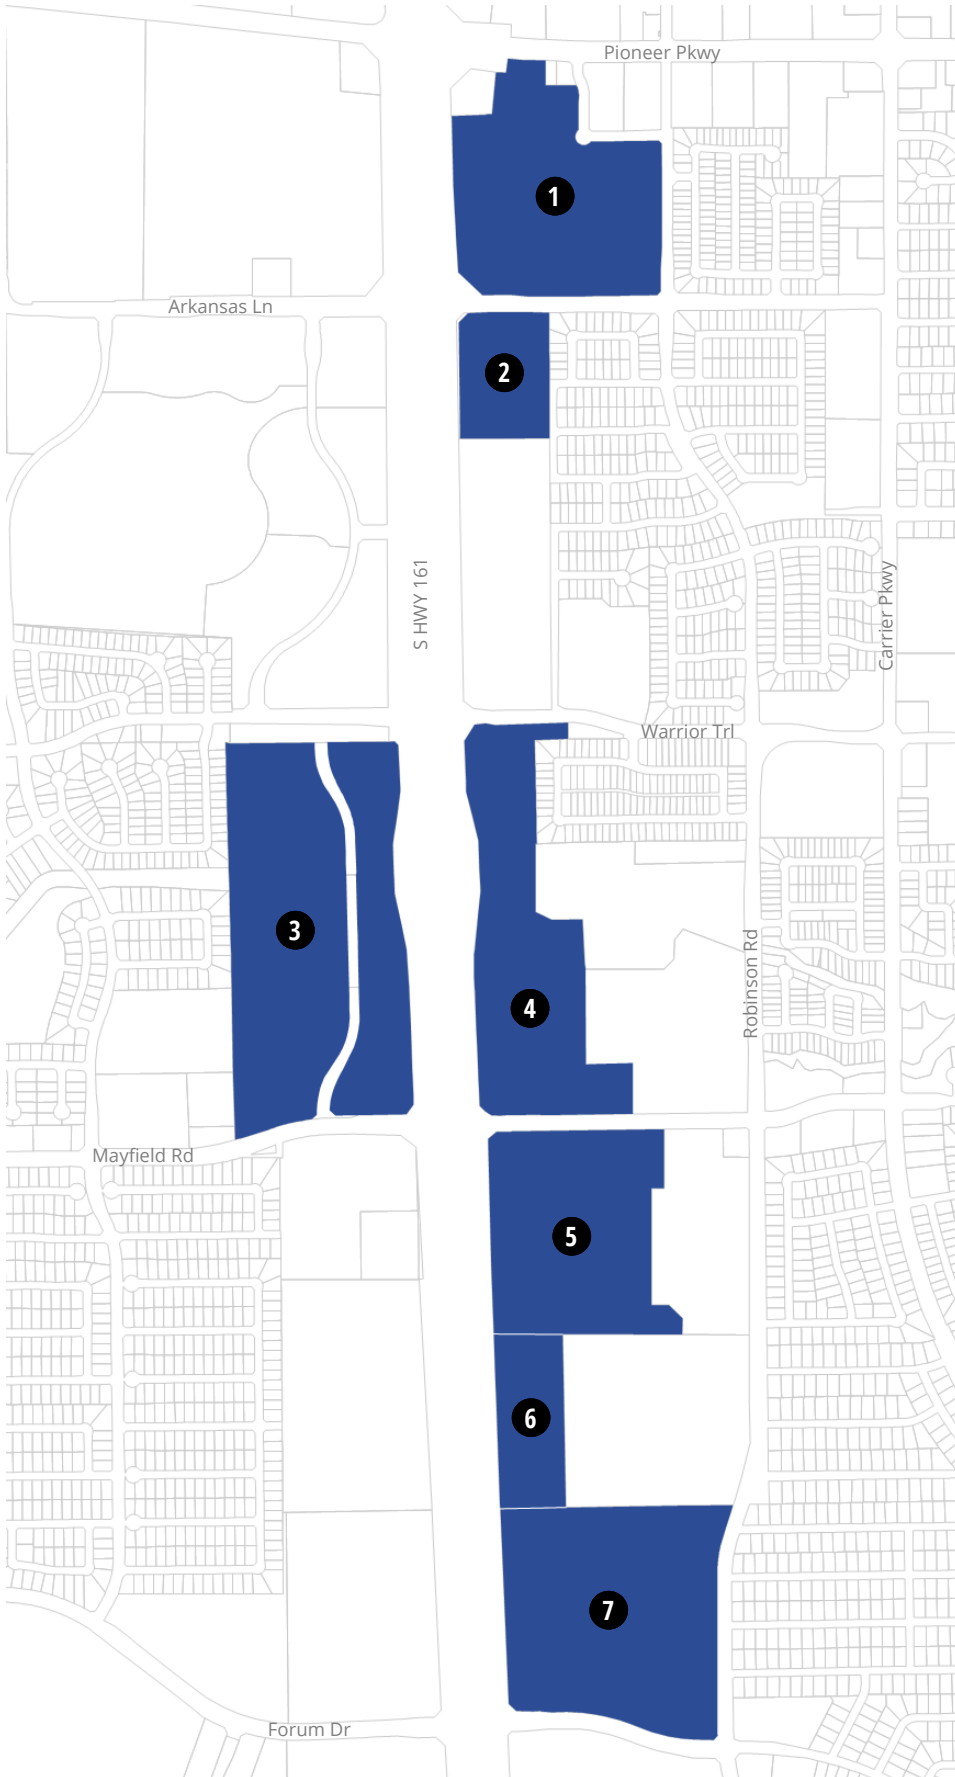 Pioneer Pkwy
1
Arkansas Ln
2
S HWY 161
Carrier Pkwy
Warrior Trl
3
Robinson Rd
4
Mayfield Rd
5
6
7
Forum Dr